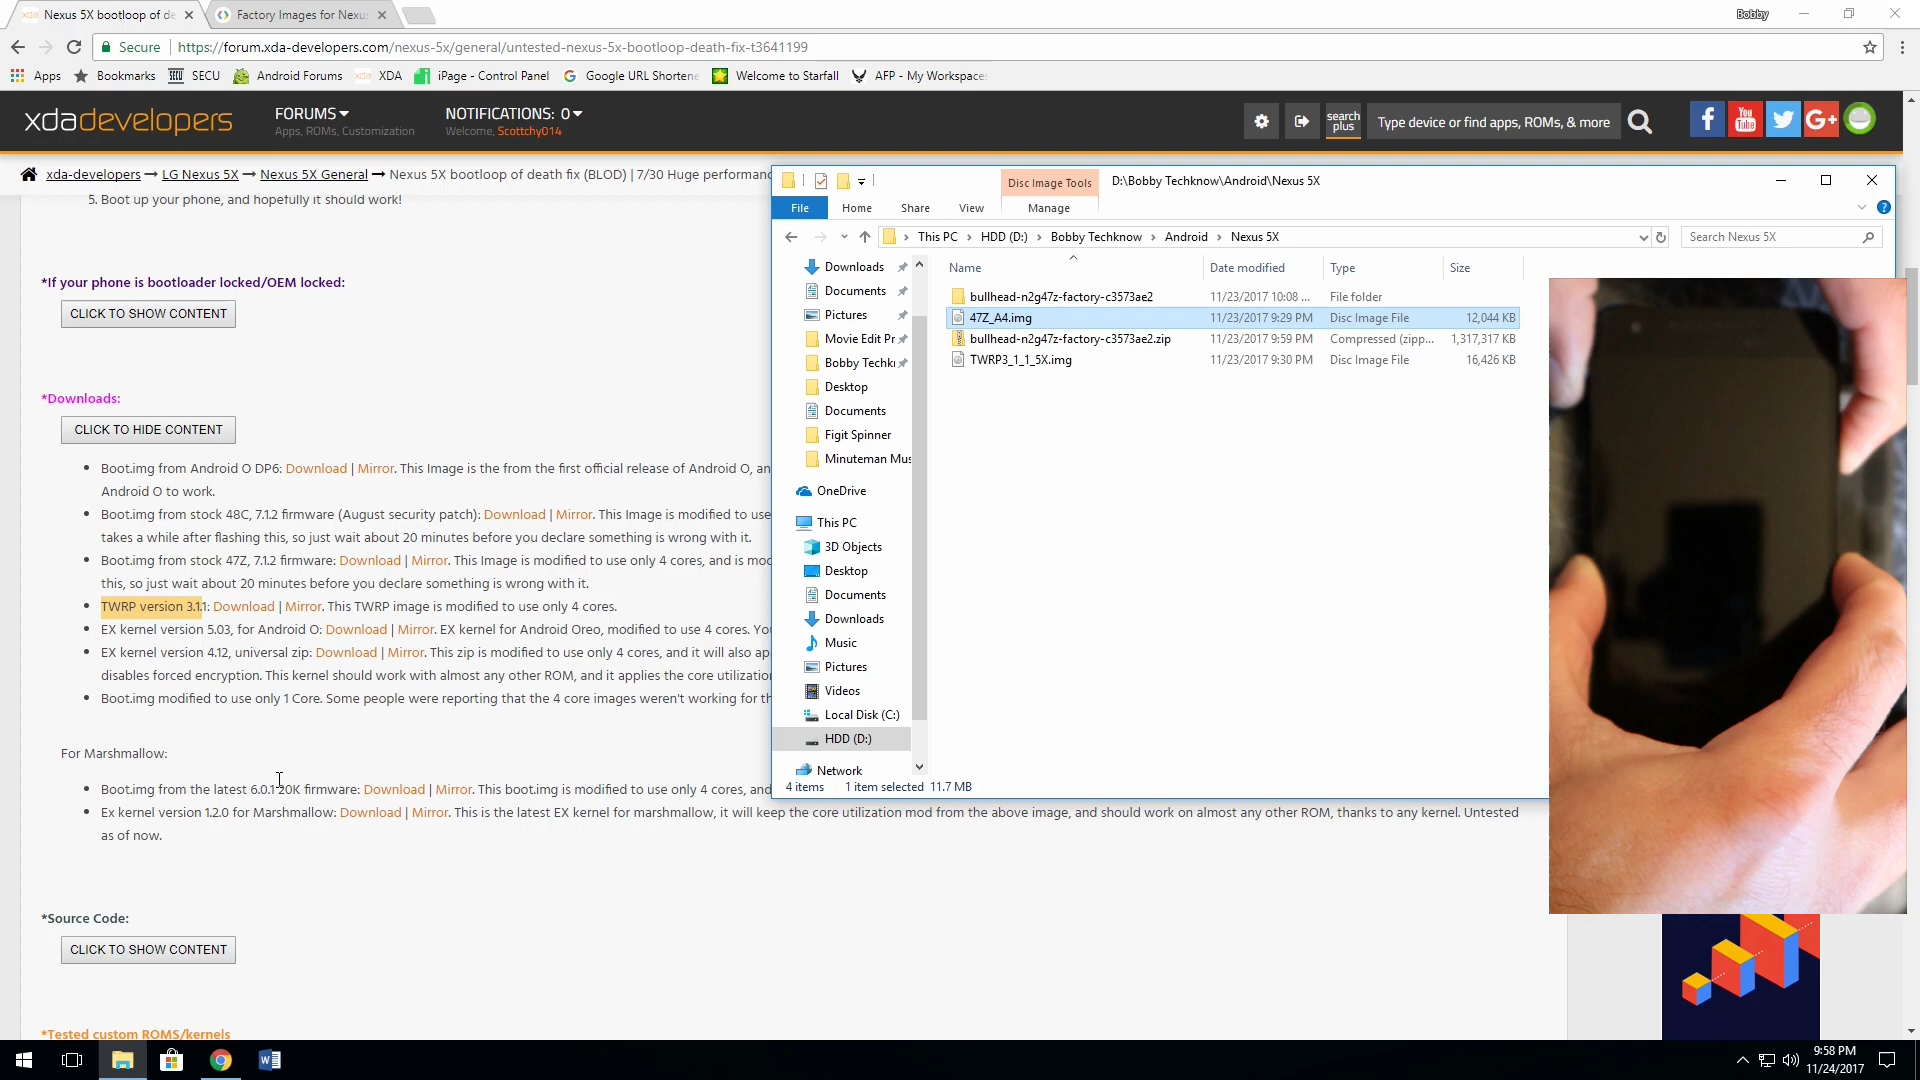 Nexus 5X bootloop of de
Factory Images for Nexus
Bobby
Secure
https://forum.xda-developers.com/nexus-5x/general/untested-nexus-5x-bootloop-death-fix-t3641199
Apps
Bookmarks
SECU
Android Forums
XDA
iPage - Control Panel
Google URL Shortene
Welcome to Starfall
AFP - My Workspace
xdadevelopers
FORUMS
Apps, ROMs, Customization
NOTIFICATIONS: 0
Welcome, Scottchy014
search plus
Type device or find apps, ROMs, & more
You Tube
G+
xda-developers → LG Nexus 5X → Nexus 5X General → Nexus 5X bootloop of death fix (BLOD) | 7/30 Huge performanc
5. Boot up your phone, and hopefully it should work!
*If your phone is bootloader locked/OEM locked:
CLICK TO SHOW CONTENT
*Downloads:
CLICK TO HIDE CONTENT
Boot.img from Android O DP6: Download | Mirror. This Image is the from the first official release of Android O, an
Android O to work.
Boot.img from stock 48C, 7.1.2 firmware (August security patch): Download | Mirror. This Image is modified to use
takes a while after flashing this, so just wait about 20 minutes before you declare something is wrong with it.
Boot.img from stock 47Z, 7.1.2 firmware: Download | Mirror. This Image is modified to use only 4 cores, and is moc
this, so just wait about 20 minutes before you declare something is wrong with it.
TWRP version 3.1.1: Download | Mirror. This TWRP image is modified to use only 4 cores.
EX kernel version 5.03, for Android O: Download | Mirror. EX kernel for Android Oreo, modified to use 4 cores. You
EX kernel version 4.12, universal zip: Download | Mirror. This zip is modified to use only 4 cores, and it will also ap
disables forced encryption. This kernel should work with almost any other ROM, and it applies the core utilization
Boot.img modified to use only 1 Core. Some people were reporting that the 4 core images weren't working for th
For Marshmallow:
Boot.img from the latest 6.0.1 20K firmware: Download | Mirror. This boot.img is modified to use only 4 cores, and
Ex kernel version 1.2.0 for Marshmallow: Download | Mirror. This is the latest EX kernel for marshmallow, it will keep the core utilization mod from the above image, and should work on almost any other ROM, thanks to any kernel. Untested
as of now.
*Source Code:
CLICK TO SHOW CONTENT
*Tested custom ROMS/kernels
Disc Image Tools
D:\Bobby Techknow\Android\Nexus 5X
File
Home
Share
View
Manage
This PC
HDD (D:)
Bobby Techknow
Android
Nexus 5X
Search Nexus 5X
Name
Date modified
Type
Size
bullhead-n2g47z-factory-c3573ae2 11/23/2017 10:08 ... File folder
47Z_A4.img 11/23/2017 9:29 PM Disc Image File 12,044 KB
bullhead-n2g47z-factory-c3573ae2.zip 11/23/2017 9:59 PM Compressed (zipp... 1,317,317 KB
TWRP3_1_1_5X.img 11/23/2017 9:30 PM Disc Image File 16,426 KB
Downloads
Documents
Pictures
Movie Edit Pr
Bobby Techk
Desktop
Documents
Figit Spinner
Minuteman Mus
OneDrive
This PC
3D Objects
Desktop
Documents
Downloads
Music
Pictures
Videos
Local Disk (C:)
HDD (D:)
Network
4 items
1 item selected 11.7 MB
9:58 PM
11/24/2017